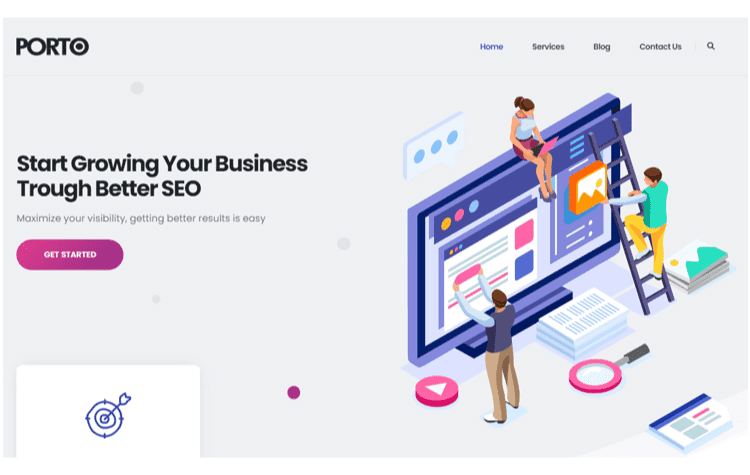 PORTO
Home
Services
Blog
Contact Us
Start Growing Your Business
Trough Better SEO
Maximize your visibility, getting better results is easy
GET STARTED